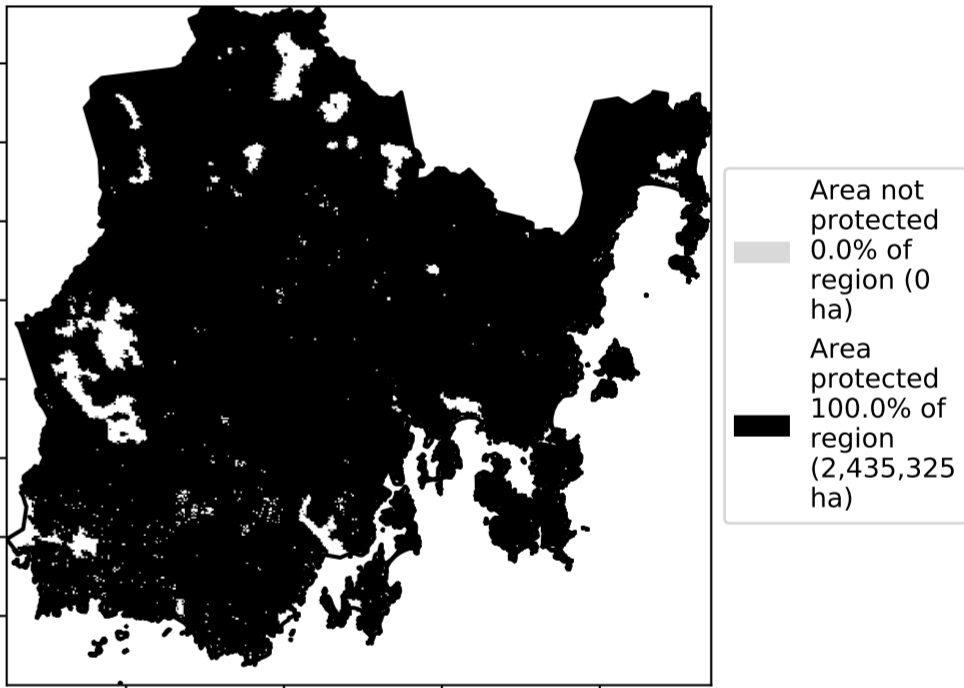 Area not
protected
0.0% of
region (0
ha)
Area
protected
100.0% of
region
(2,435,325
ha)